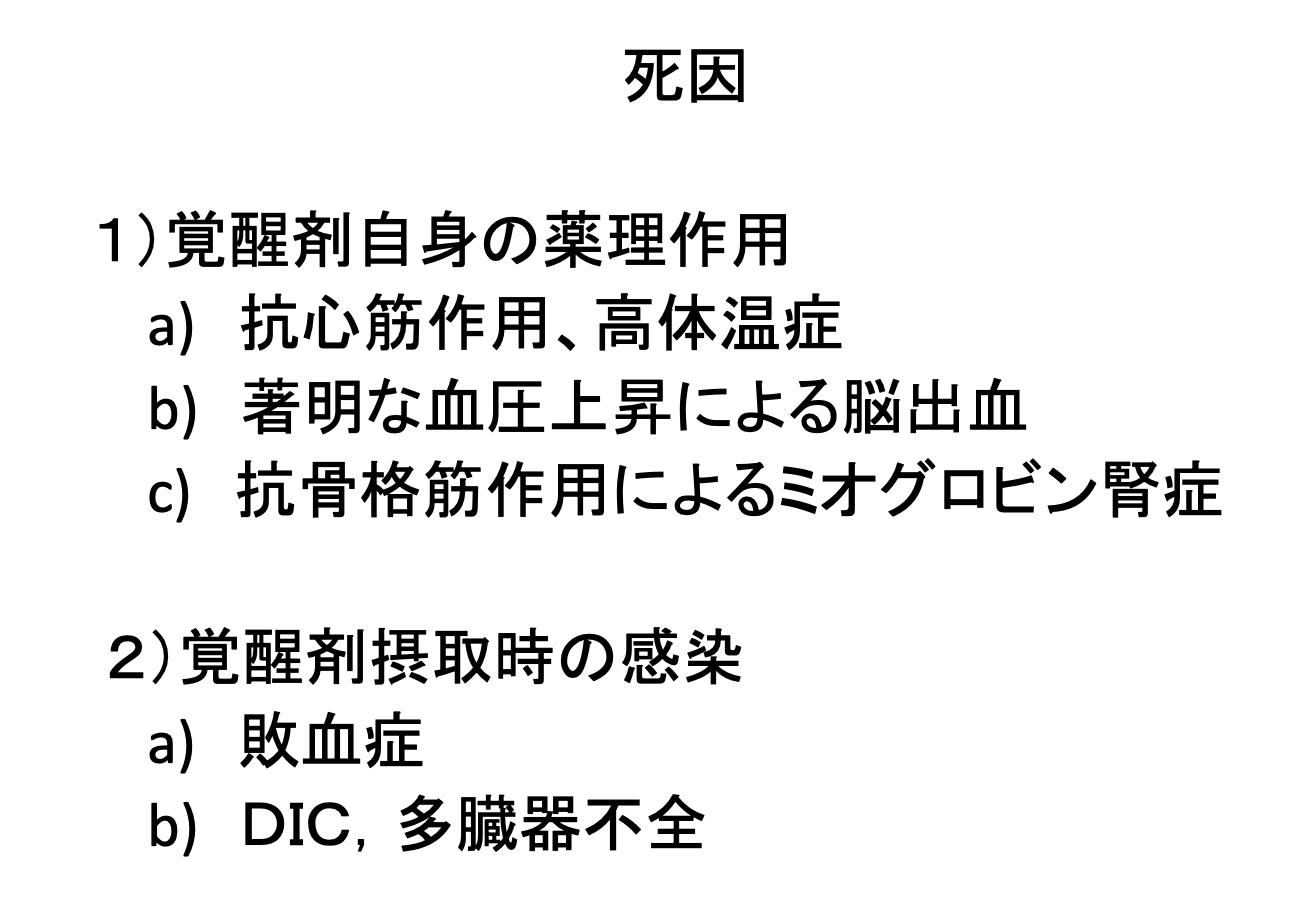 死因
１）覚醒剤自身の薬理作用
a) 抗心筋作用、高体温症
b) 著明な血圧上昇による脳出血
c) 抗骨格筋作用によるミオグロビン腎症
２）覚醒剤摂取時の感染
a) 敗血症
b) ＤＩＣ，多臓器不全